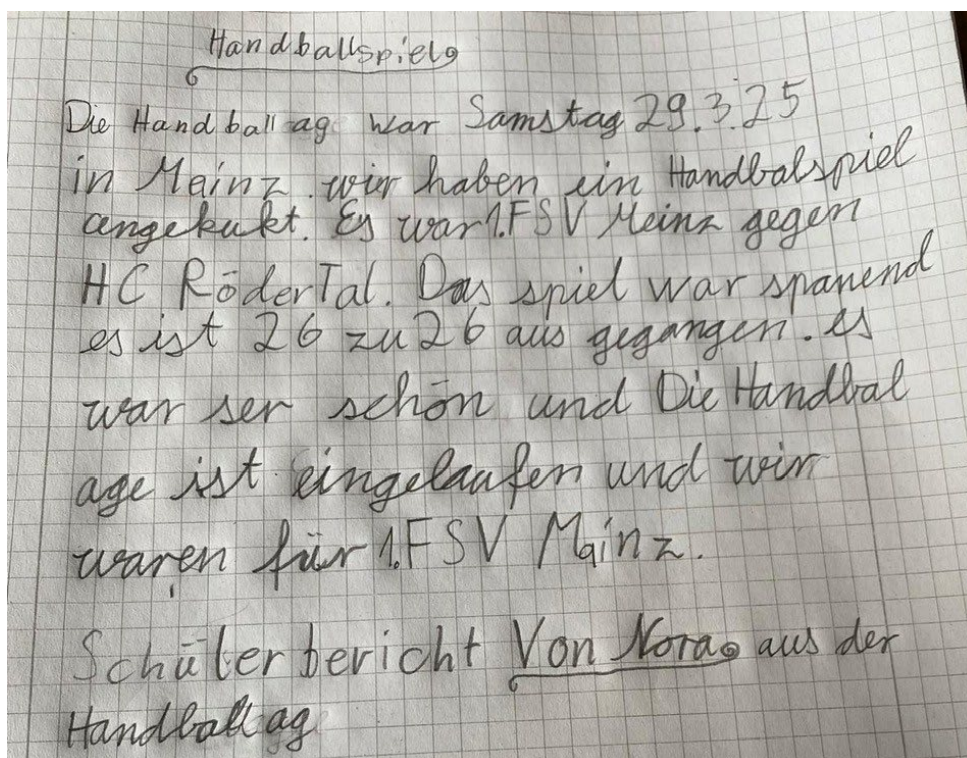 Handballspiel
Die Handball ag war Samstag 29.3.25
in Mainz. wir haben ein Handbalspiel
angekukt. Es war 1.FSV Meinz gegen
HC RöderTal. Das spiel war spanend
es ist 26 zu 26 aus gegangen. es
war ser schön und Die Handbal
age ist eingelaufen und wir
waren für 1.FSV Mainz.
Schüler bericht Von Nora aus der
Handball ag